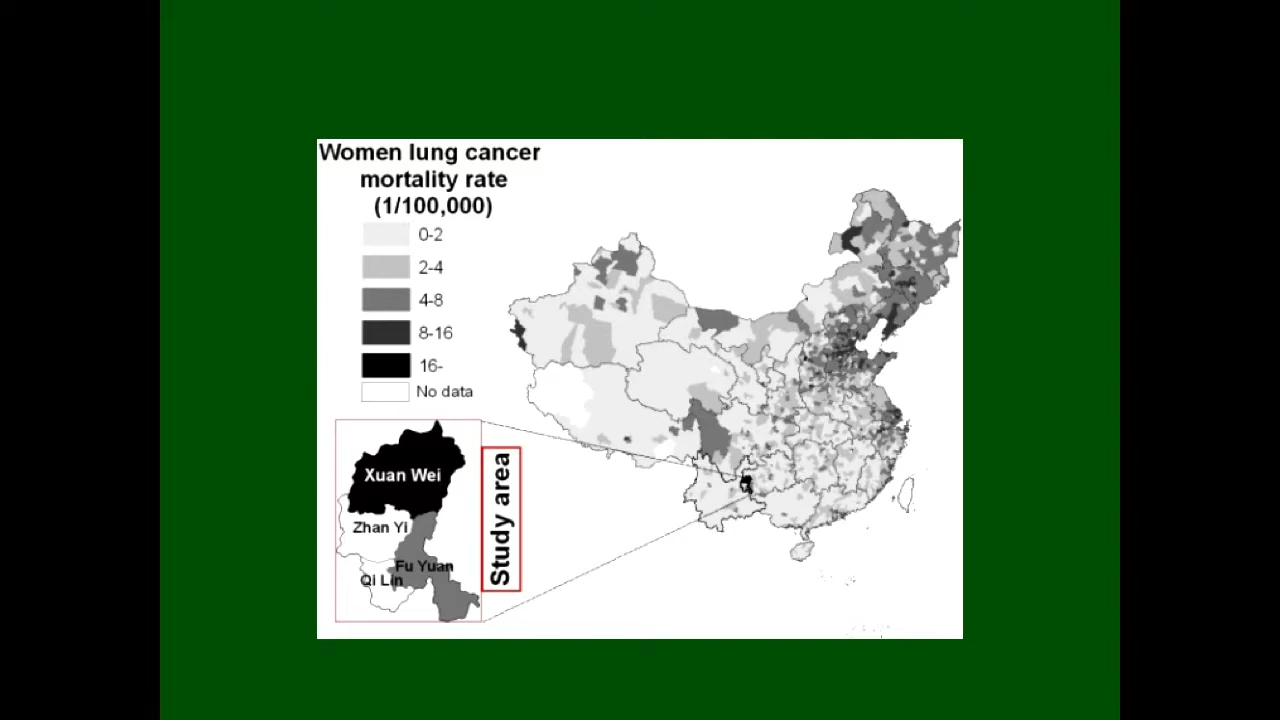 Women lung cancer
mortality rate
(1/100,000)
0-2
2-4
4-8
8-16
16-
No data
Xuan Wei
Zhan Yi
Fu Yuan
Qi Lin
Study area